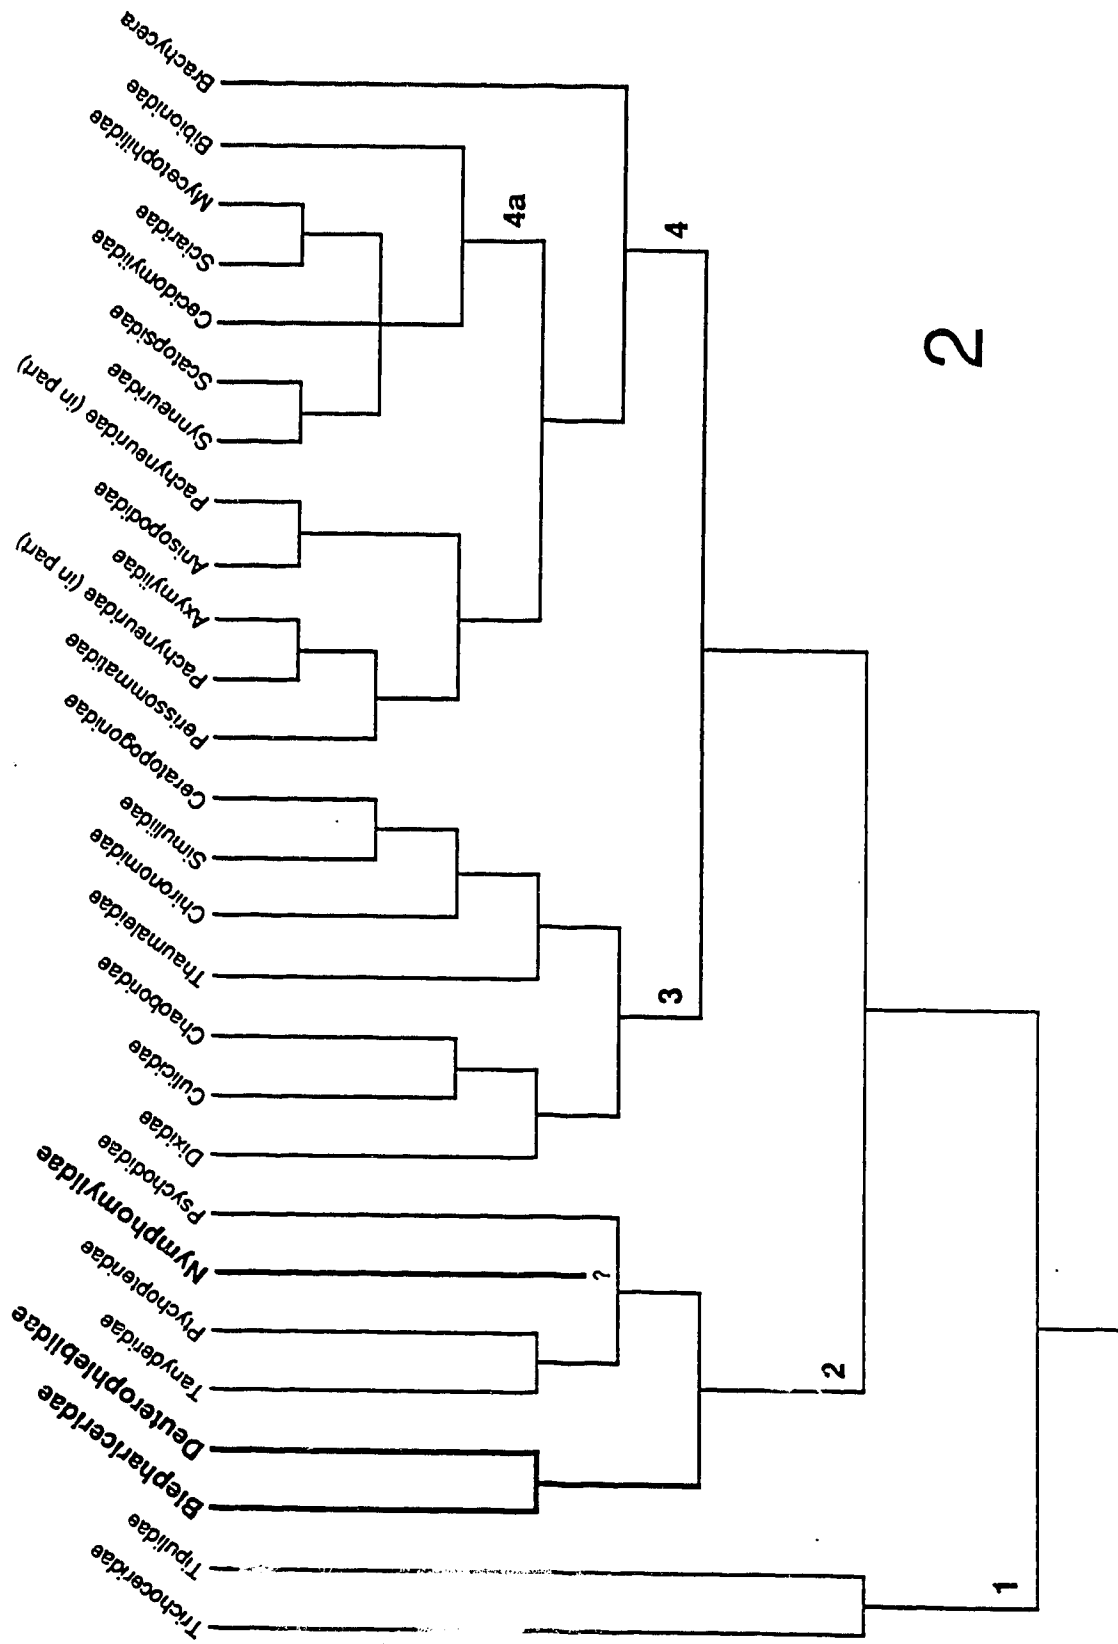 Trichoceridae
Tipulidae
Blephariceridae
Deuterophlebiidae
Tanyderidae
Ptychopteridae
Nymphomyiidae
Psychodidae
Dixidae
Culicidae
Chaoboridae
Thaumaleidae
Chironomidae
Simuliidae
Ceratopogonidae
Perissommatidae
Pachyneuridae (in part)
Axymyiidae
Anisopodidae
Pachyneuridae (in part)
Synneuridae
Scatopsidae
Cecidomyiidae
Sciaridae
Mycetophilidae
Bibionidae
Brachycera
?
4a
4
3
2
1
2